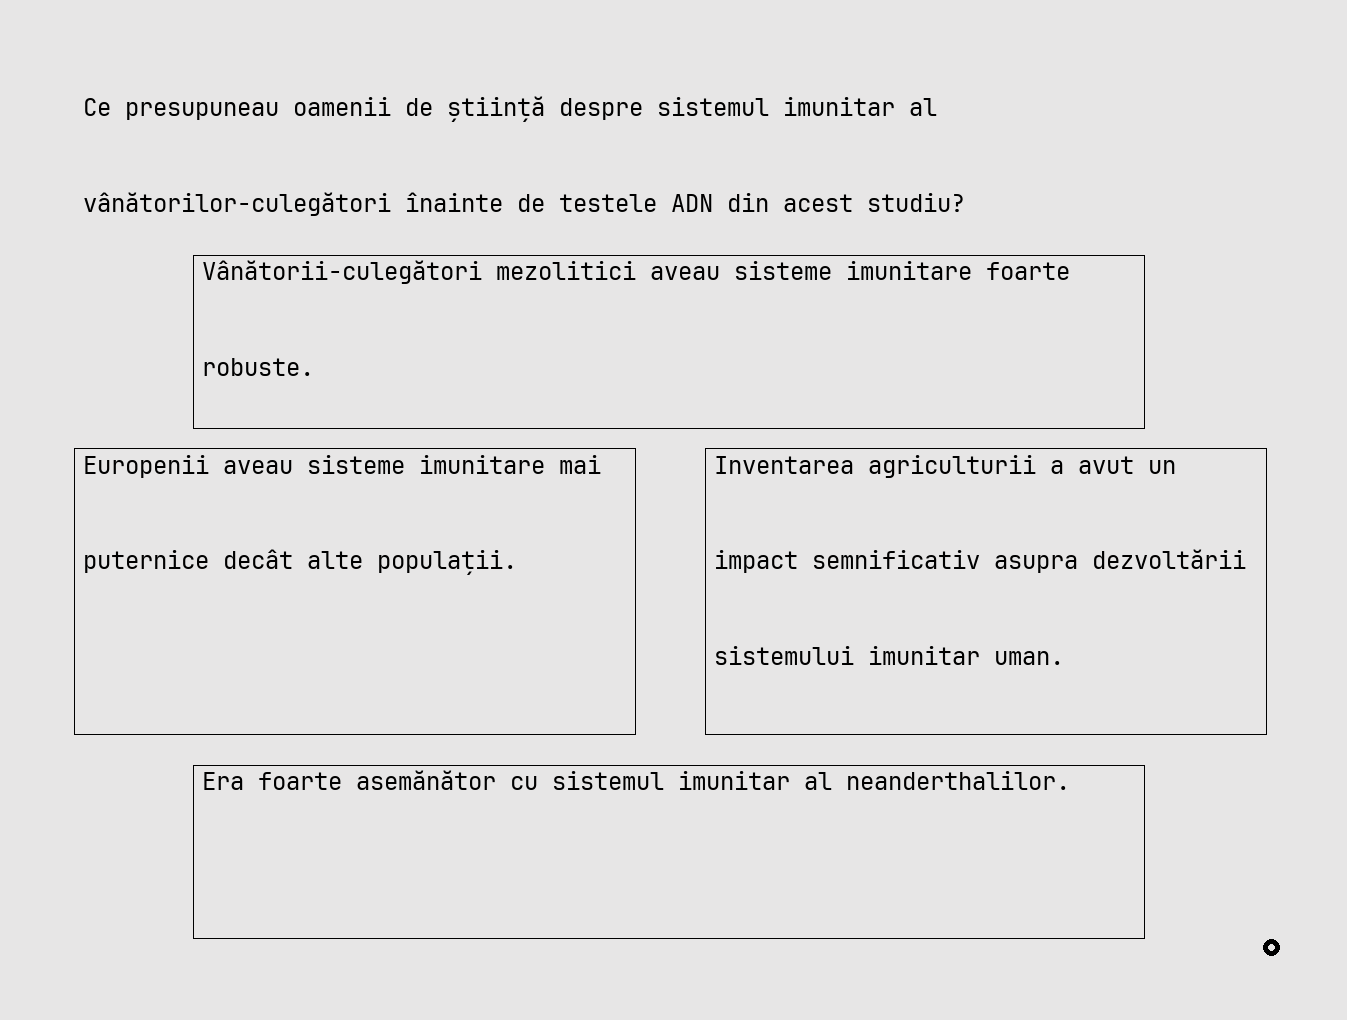 Ce presupuneau oamenii de știință despre sistemul imunitar al
vânătorilor-culegători înainte de testele ADN din acest studiu?
Vânătorii-culegători mezolitici aveau sisteme imunitare foarte
robuste.
Europenii aveau sisteme imunitare mai
puternice decât alte populații.
Inventarea agriculturii a avut un
impact semnificativ asupra dezvoltării
sistemului imunitar uman.
Era foarte asemănător cu sistemul imunitar al neanderthalilor.